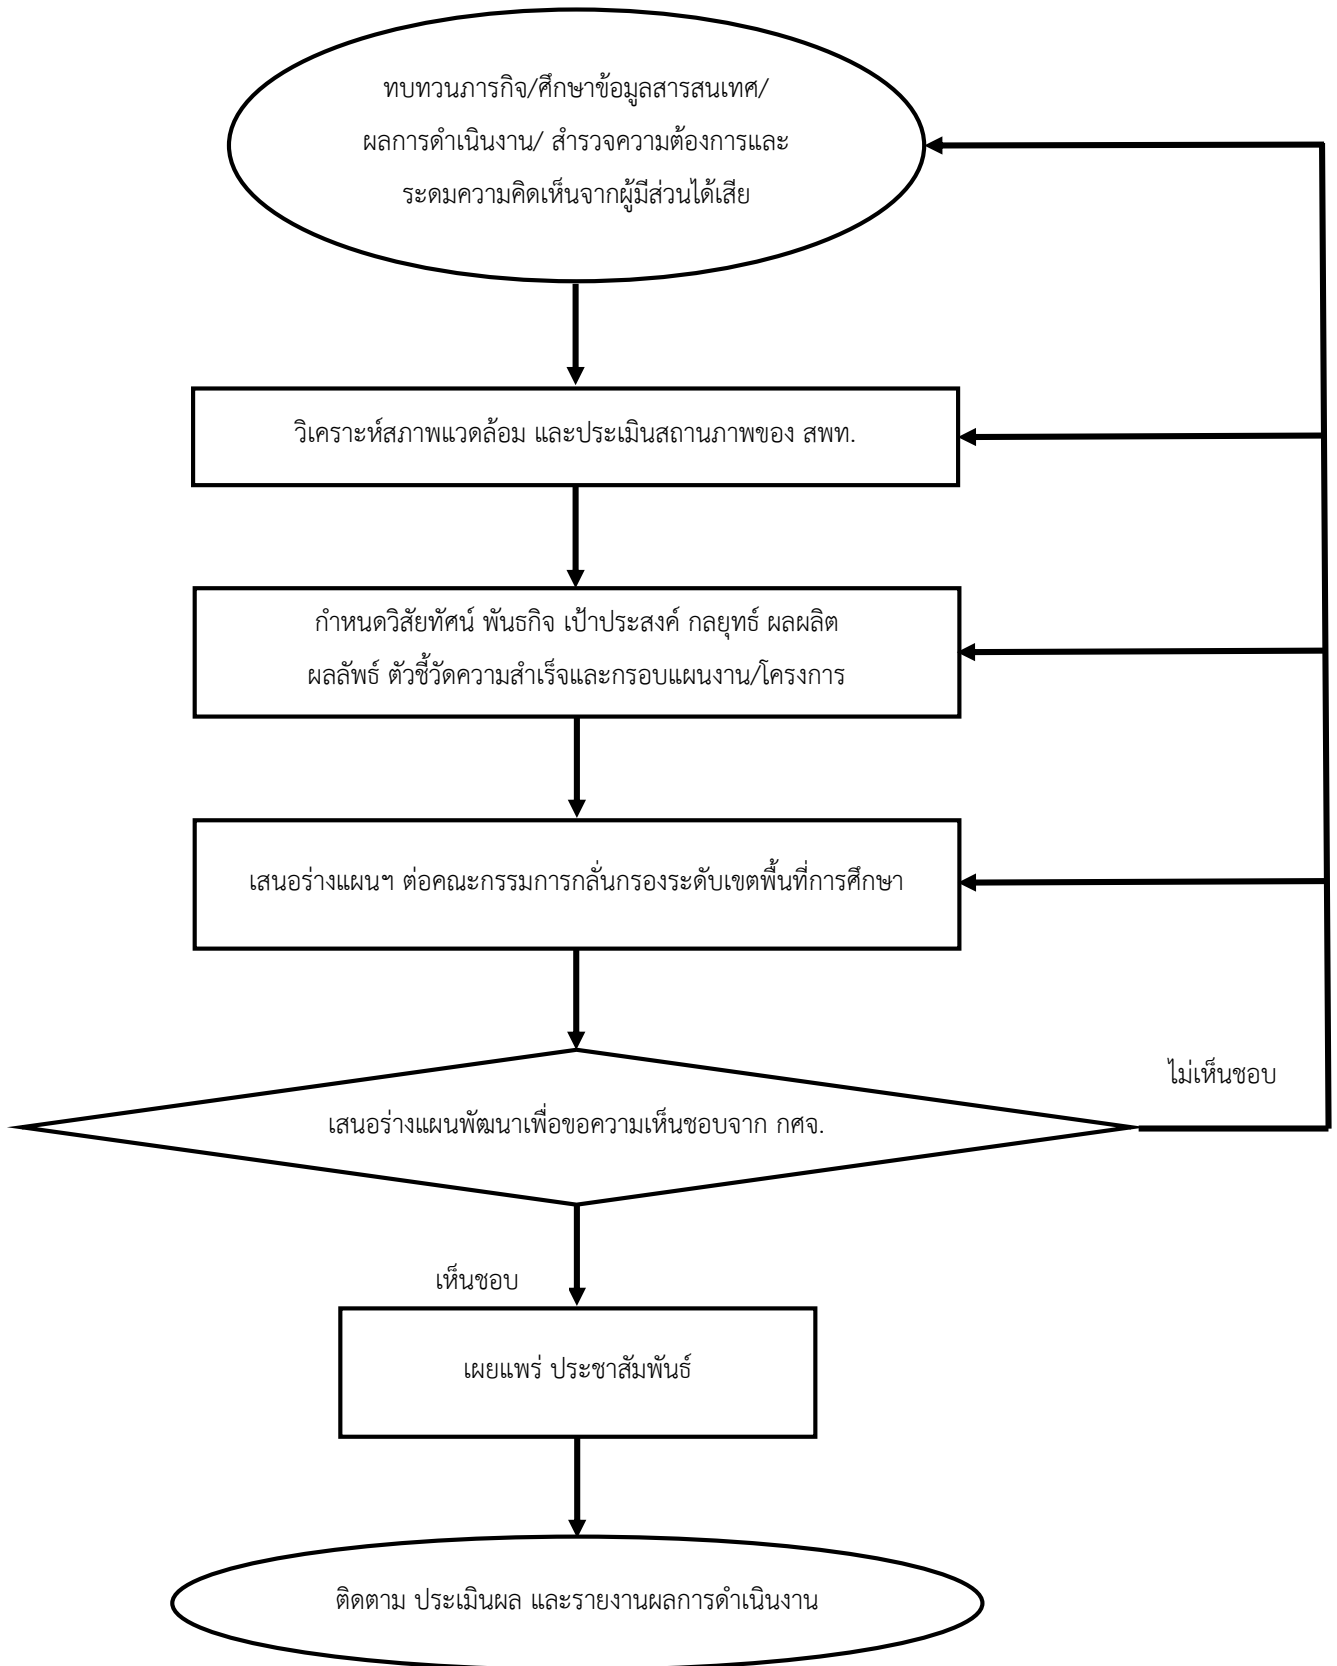 ทบทวนภารกิจ/ศึกษาข้อมูลสารสนเทศ/
ผลการดำเนินงาน/ สำรวจความต้องการและ
ระดมความคิดเห็นจากผู้มีส่วนได้เสีย
วิเคราะห์สภาพแวดล้อม และประเมินสถานภาพของ สพท.
กำหนดวิสัยทัศน์ พันธกิจ เป้าประสงค์ กลยุทธ์ ผลผลิต
ผลลัพธ์ ตัวชี้วัดความสำเร็จและกรอบแผนงาน/โครงการ
เสนอร่างแผนฯ ต่อคณะกรรมการกลั่นกรองระดับเขตพื้นที่การศึกษา
ไม่เห็นชอบ
เสนอร่างแผนพัฒนาเพื่อขอความเห็นชอบจาก กศจ.
เห็นชอบ
เผยแพร่ ประชาสัมพันธ์
ติดตาม ประเมินผล และรายงานผลการดำเนินงาน